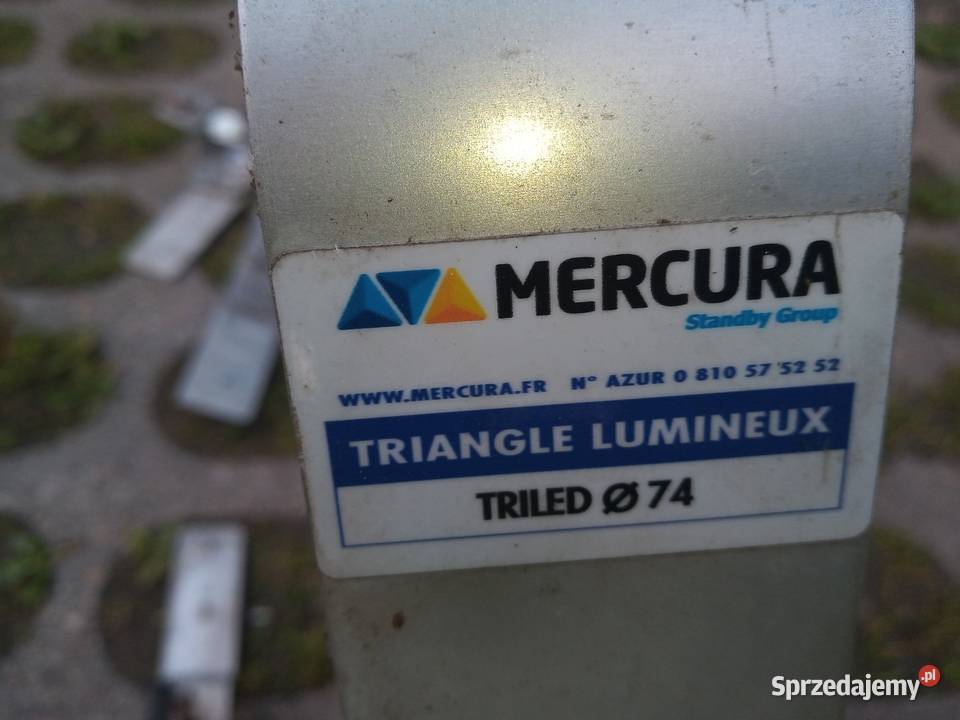 MERCURA
Standby Group
WWW.MERCURA.FR N° AZUR 0 810 57 52 52
TRIANGLE LUMINEUX
TRILED Ø 74
Sprzedajemy.pl